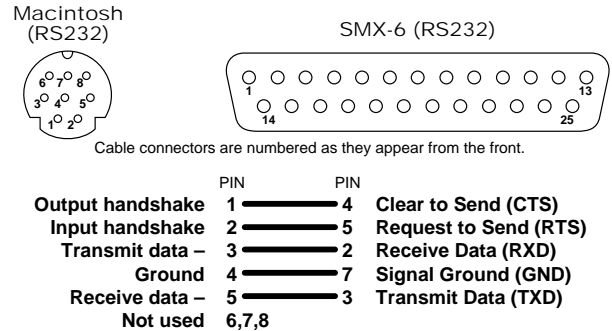 Macintosh
(RS232)
SMX-6 (RS232)
6 7 8
3 4 5
1 2
1 13
14 25
Cable connectors are numbered as they appear from the front.
PIN PIN
Output handshake 1 4 Clear to Send (CTS)
Input handshake 2 5 Request to Send (RTS)
Transmit data – 3 2 Receive Data (RXD)
Ground 4 7 Signal Ground (GND)
Receive data – 5 3 Transmit Data (TXD)
Not used 6,7,8